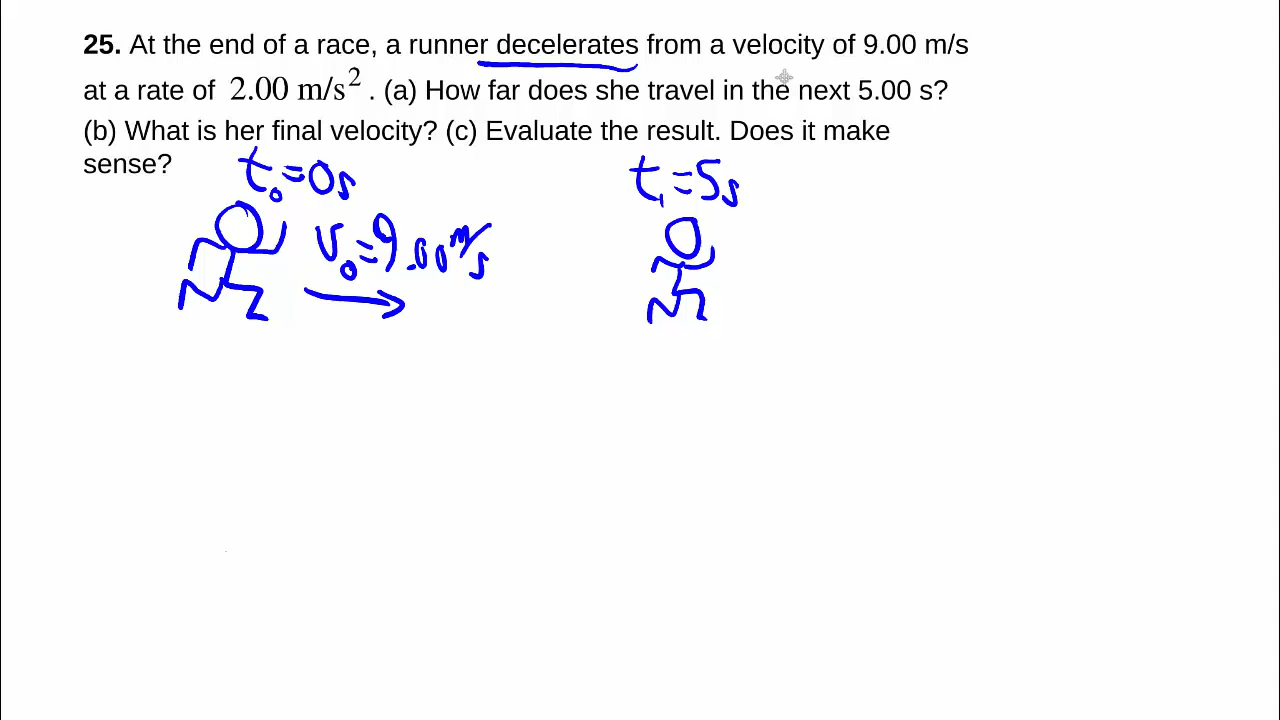 25. At the end of a race, a runner decelerates from a velocity of 9.00 m/s
at a rate of 2.00 m/s² . (a) How far does she travel in the next 5.00 s?
(b) What is her final velocity? (c) Evaluate the result. Does it make
sense?
t₀=0s
t₁=5s
v₀=9.00 m/s